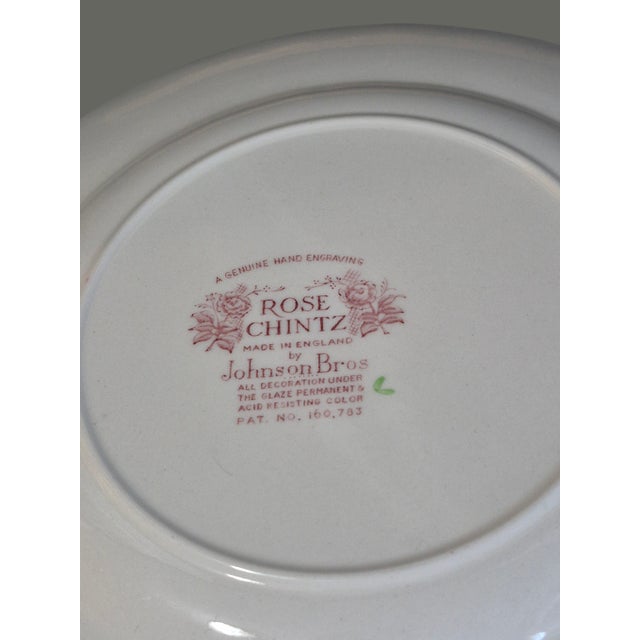 A GENUINE HAND ENGRAVING
ROSE
CHINTZ
MADE IN ENGLAND
by
Johnson Bros
ALL DECORATION UNDER
THE GLAZE PERMANENT &
ACID RESISTING COLOR
PAT. NO. 160,783